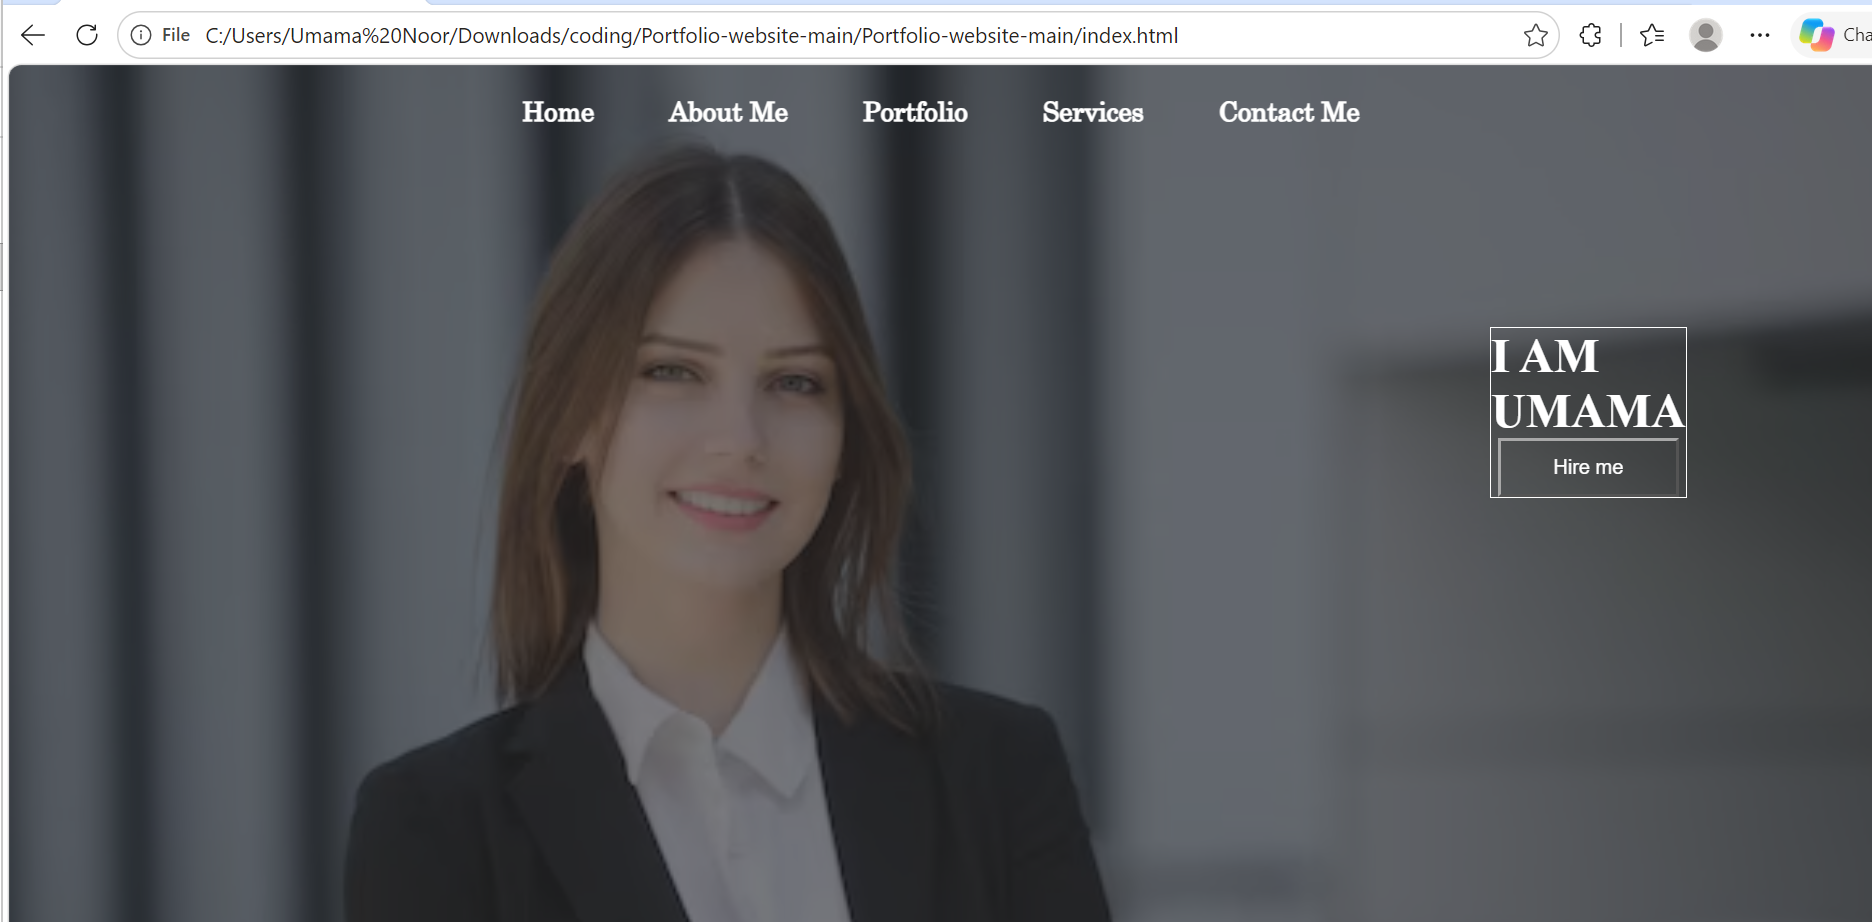 File C:/Users/Umama%20Noor/Downloads/coding/Portfolio-website-main/Portfolio-website-main/index.html
Cha
Home About Me Portfolio Services Contact Me
I AM
UMAMA
Hire me